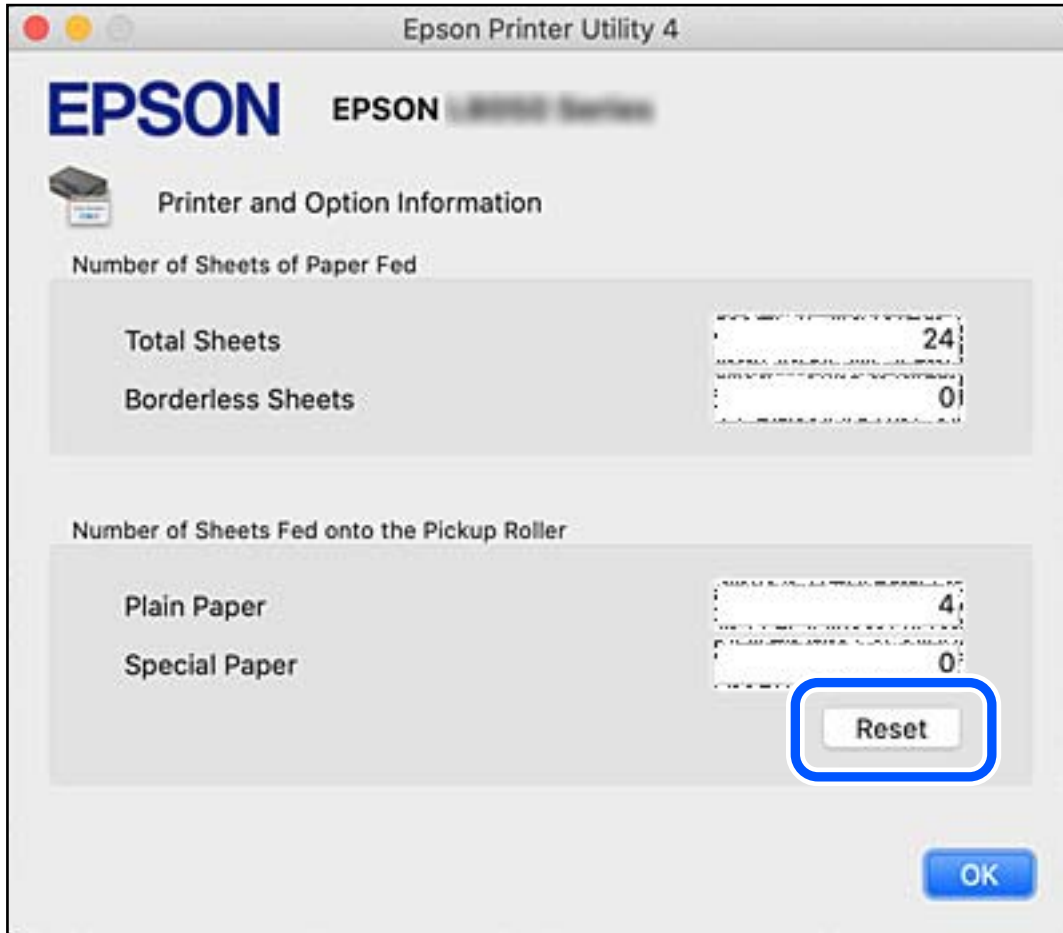 Epson Printer Utility 4
EPSON EPSON
Printer and Option Information
Number of Sheets of Paper Fed
Total Sheets 24
Borderless Sheets 0
Number of Sheets Fed onto the Pickup Roller
Plain Paper 4
Special Paper 0
Reset
OK